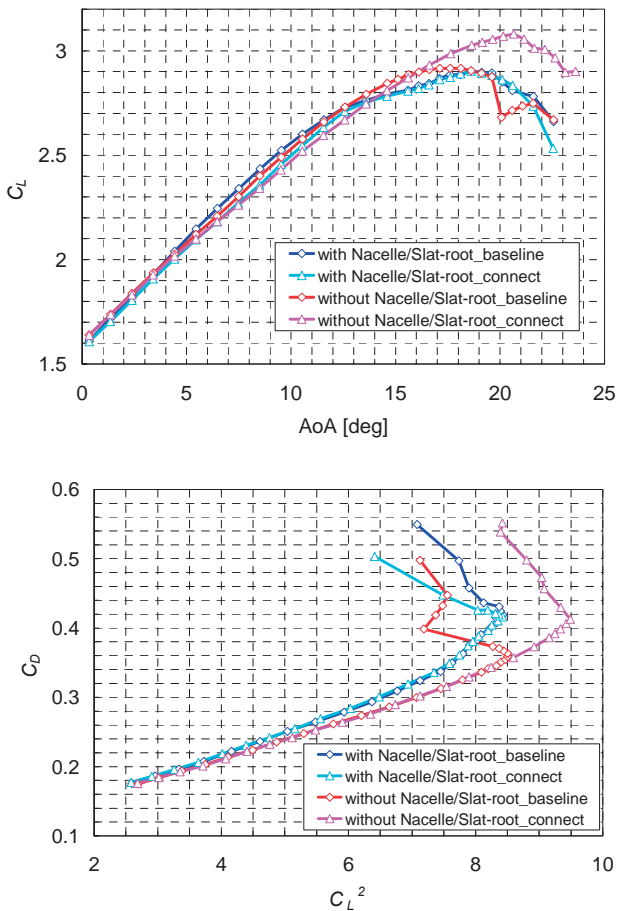 3
2.5
2
1.5
C_L
0
5
10
15
20
25
AoA [deg]
with Nacelle/Slat-root_baseline
with Nacelle/Slat-root_connect
without Nacelle/Slat-root_baseline
without Nacelle/Slat-root_connect
0.6
0.5
0.4
0.3
0.2
0.1
C_D
2
4
6
8
10
C_L^2
with Nacelle/Slat-root_baseline
with Nacelle/Slat-root_connect
without Nacelle/Slat-root_baseline
without Nacelle/Slat-root_connect